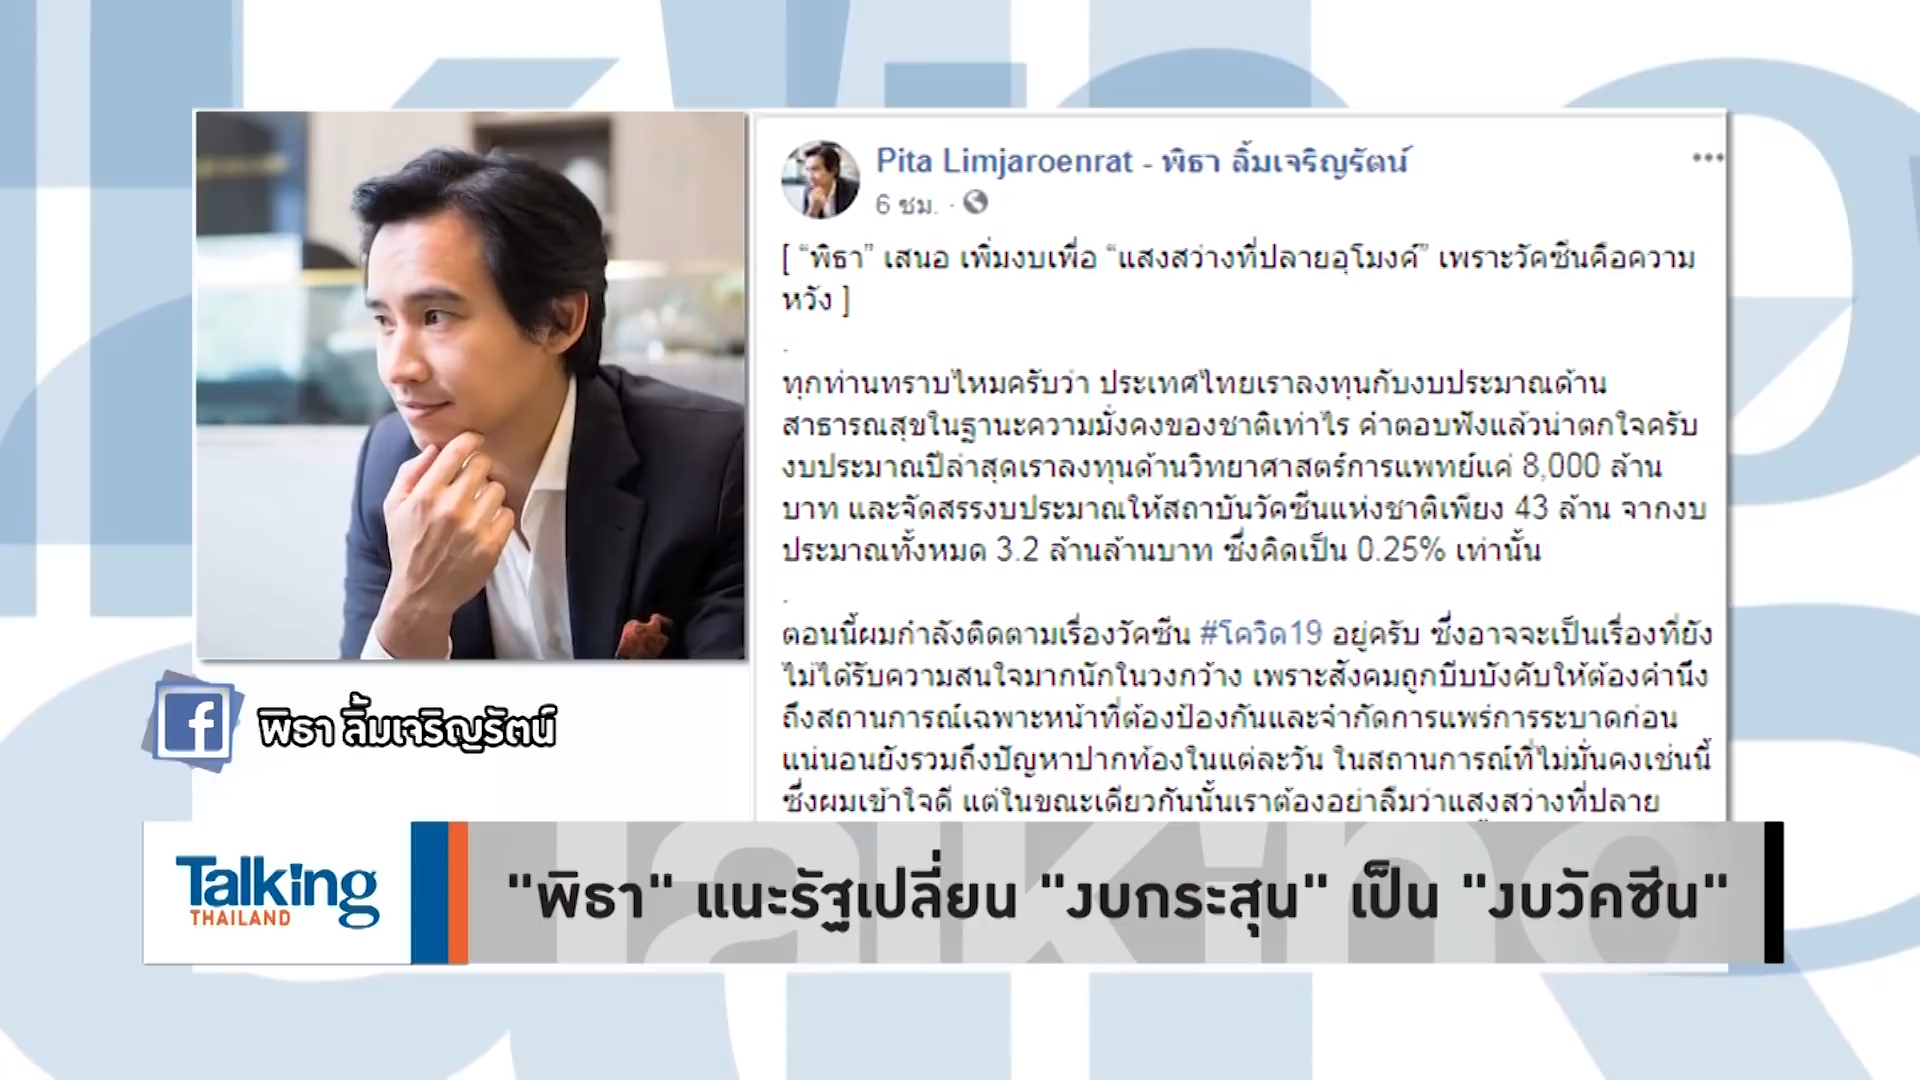 Pita Limjaroenrat - พิธา ลิ้มเจริญรัตน์
6 ชม.
[ “พิธา” เสนอ เพิ่มงบเพื่อ “แสงสว่างที่ปลายอุโมงค์” เพราะวัคซีนคือความ
หวัง ]
.
ทุกท่านทราบไหมครับว่า ประเทศไทยเราลงทุนกับงบประมาณด้าน
สาธารณสุขในฐานะความมั่งคงของชาติเท่าไร คำตอบฟังแล้วน่าตกใจครับ
งบประมาณปีล่าสุดเราลงทุนด้านวิทยาศาสตร์การแพทย์แค่ 8,000 ล้าน
บาท และจัดสรรงบประมาณให้สถาบันวัคซีนแห่งชาติเพียง 43 ล้าน จากงบ
ประมาณทั้งหมด 3.2 ล้านล้านบาท ซึ่งคิดเป็น 0.25% เท่านั้น
.
ตอนนี้ผมกำลังติดตามเรื่องวัคซีน #โควิด19 อยู่ครับ ซึ่งอาจจะเป็นเรื่องที่ยัง
ไม่ได้รับความสนใจมากนักในวงกว้าง เพราะสังคมถูกบีบบังคับให้ต้องคำนึง
ถึงสถานการณ์เฉพาะหน้าที่ต้องป้องกันและจำกัดการแพร่การระบาดก่อน
แน่นอนยังรวมถึงปัญหาปากท้องในแต่ละวัน ในสถานการณ์ที่ไม่มั่นคงเช่นนี้
ซึ่งผมเข้าใจดี แต่ในขณะเดียวกันนั้นเราต้องอย่าลืมว่าแสงสว่างที่ปลาย
f พิธา ลิ้มเจริญรัตน์
Talking
THAILAND
"พิธา" แนะรัฐเปลี่ยน "งบกระสุน" เป็น "งบวัคซีน"